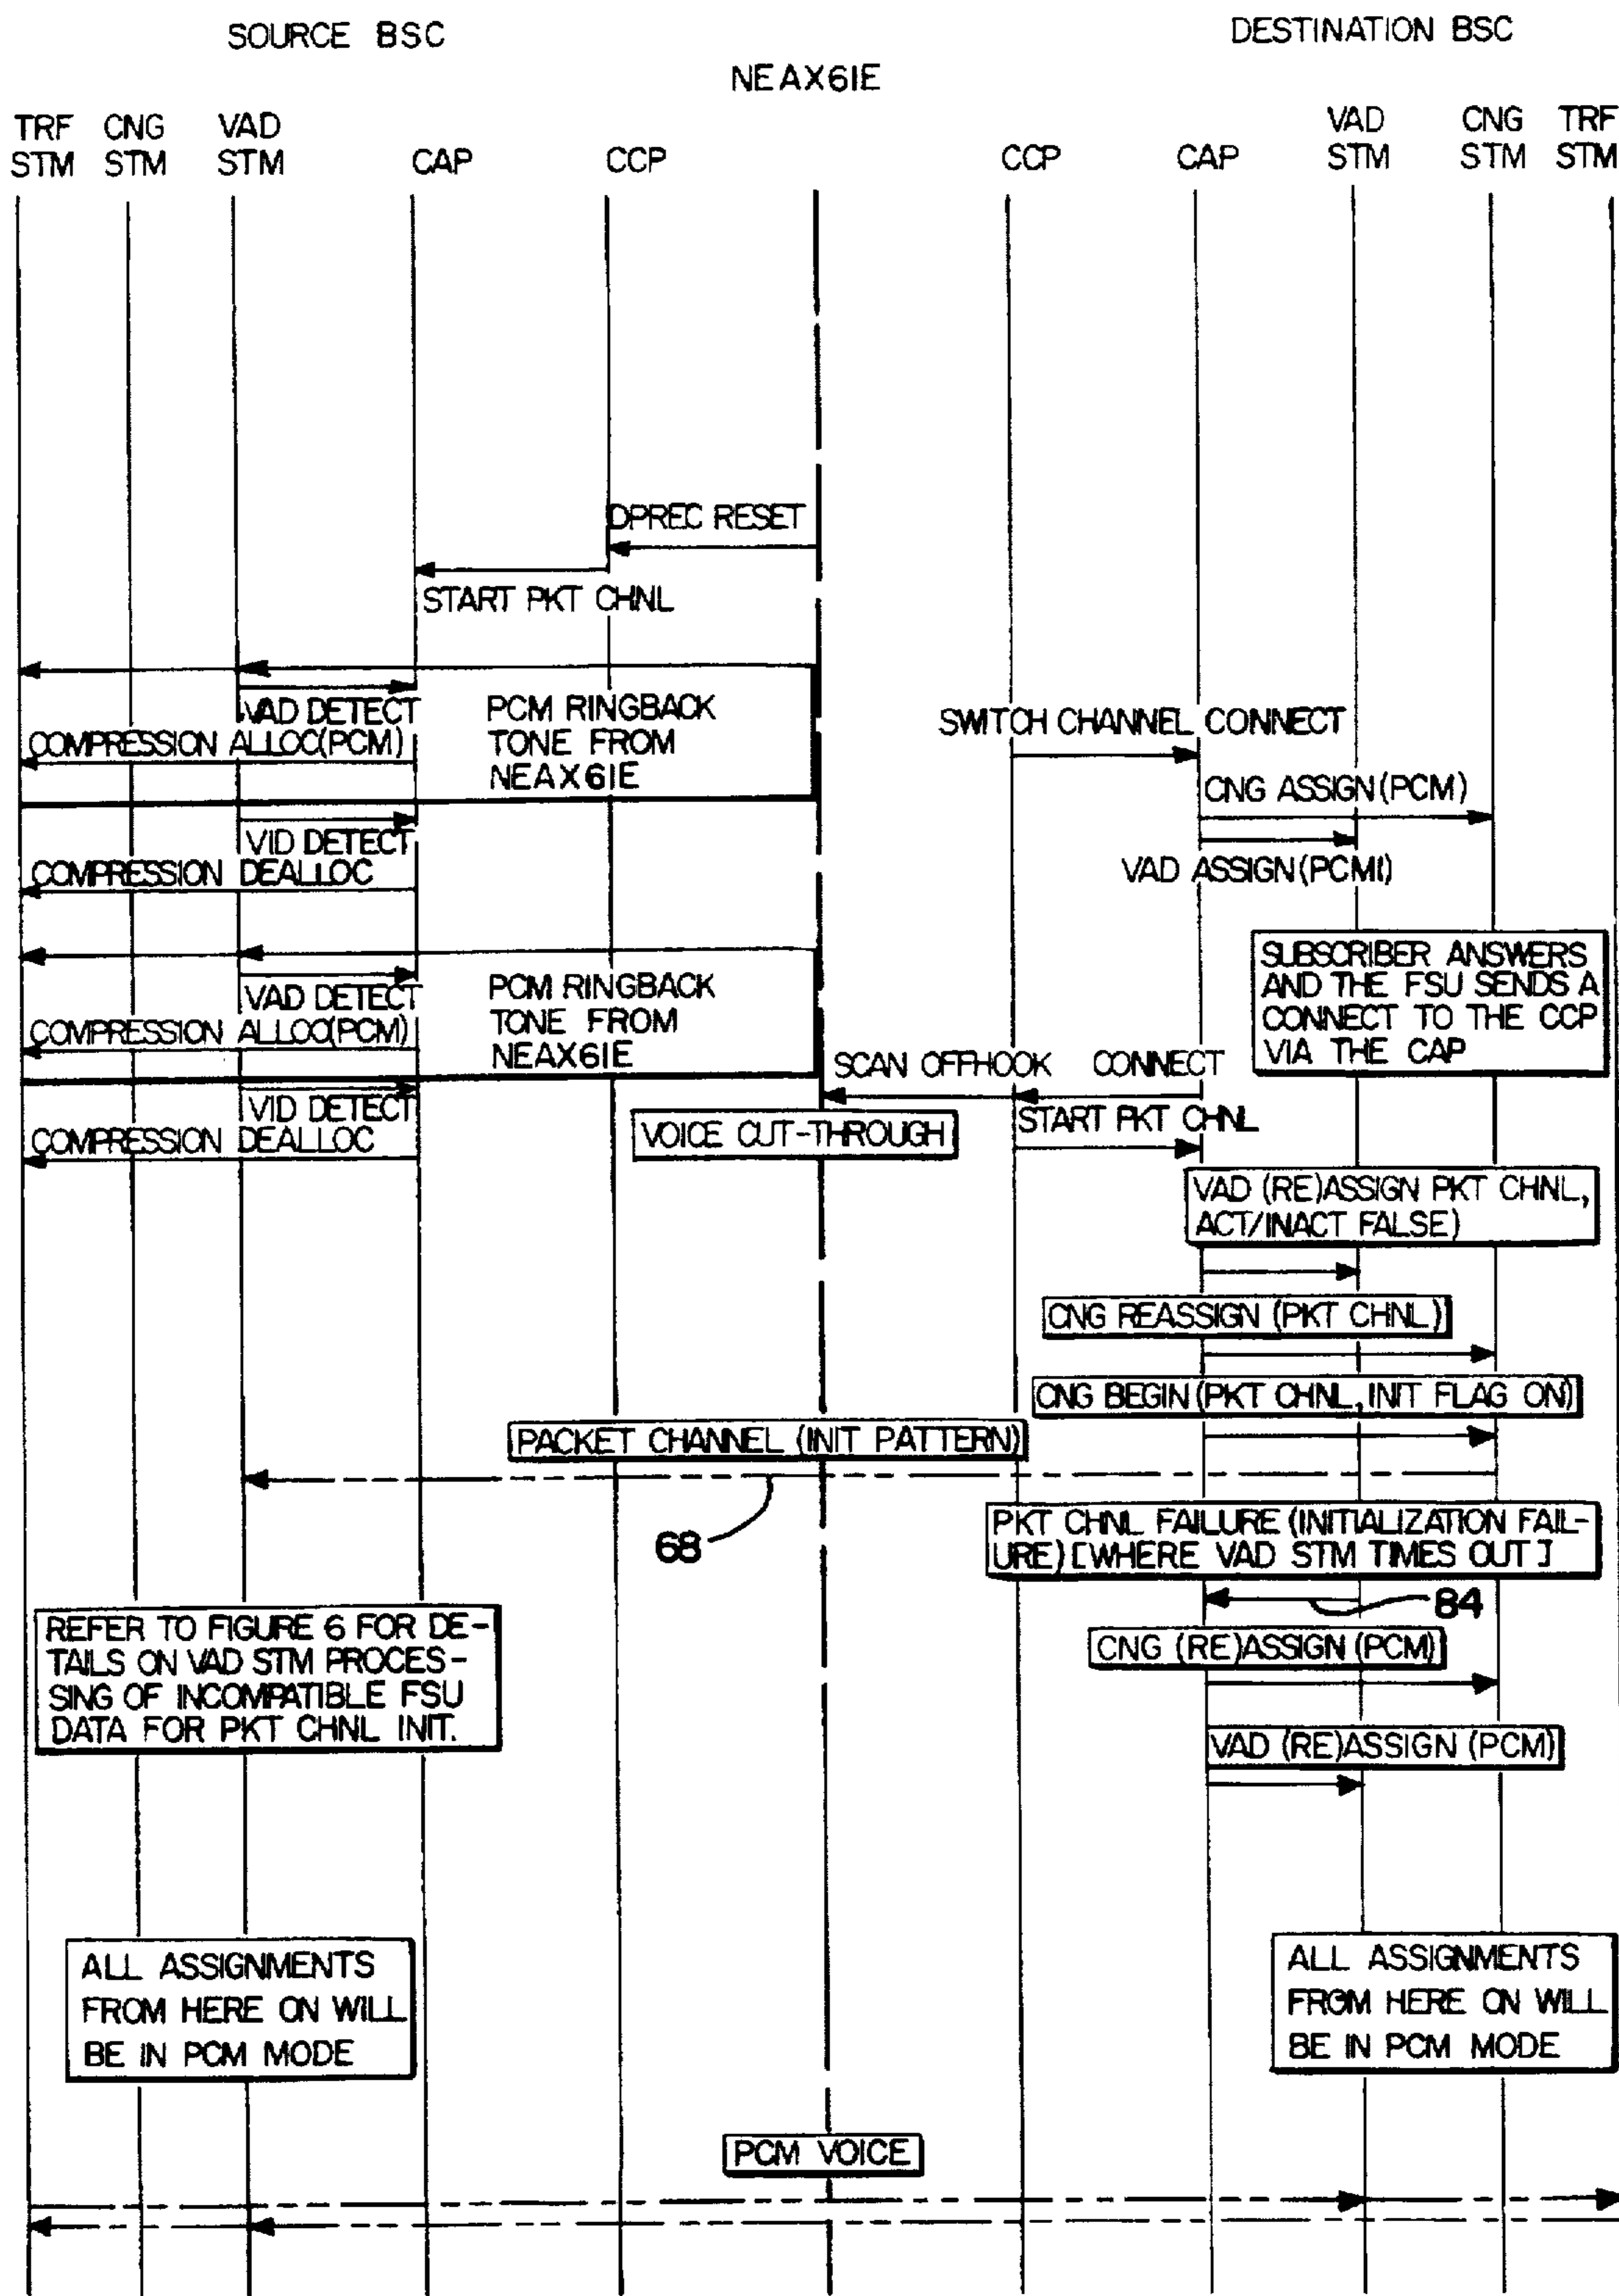 SOURCE BSC
DESTINATION BSC
NEAX61E
TRF CNG VAD
STM STM STM CAP CCP
CCP CAP
VAD CNG TRF
STM STM STM
DPREC RESET
START PKT CHNL
VAD DETECT
COMPRESSION ALLOC(PCM)
PCM RINGBACK
TONE FROM
NEAX61E
SWITCH CHANNEL CONNECT
CNG ASSIGN (PCM)
VID DETECT
COMPRESSION DEALLOC
VAD ASSIGN (PCM1)
VAD DETECT
COMPRESSION ALLOC(PCM)
PCM RINGBACK
TONE FROM
NEAX61E
SUBSCRIBER ANSWERS
AND THE FSU SENDS A
CONNECT TO THE CCP
VIA THE CAP
SCAN OFFHOOK CONNECT
VID DETECT
COMPRESSION DEALLOC
VOICE CUT-THROUGH
START PKT CHNL
VAD (RE)ASSIGN PKT CHNL,
ACT/INACT FALSE)
CNG REASSIGN (PKT CHNL)
CNG BEGIN (PKT CHNL, INIT FLAG ON)
PACKET CHANNEL (INIT PATTERN)
68
PKT CHNL FAILURE (INITIALIZATION FAIL-
URE) [WHERE VAD STM TIMES OUT]
84
REFER TO FIGURE 6 FOR DE-
TAILS ON VAD STM PROCES-
SING OF INCOMPATIBLE FSU
DATA FOR PKT CHNL INIT.
CNG (RE)ASSIGN (PCM)
VAD (RE)ASSIGN (PCM)
ALL ASSIGNMENTS
FROM HERE ON WILL
BE IN PCM MODE
ALL ASSIGNMENTS
FROM HERE ON WILL
BE IN PCM MODE
PCM VOICE